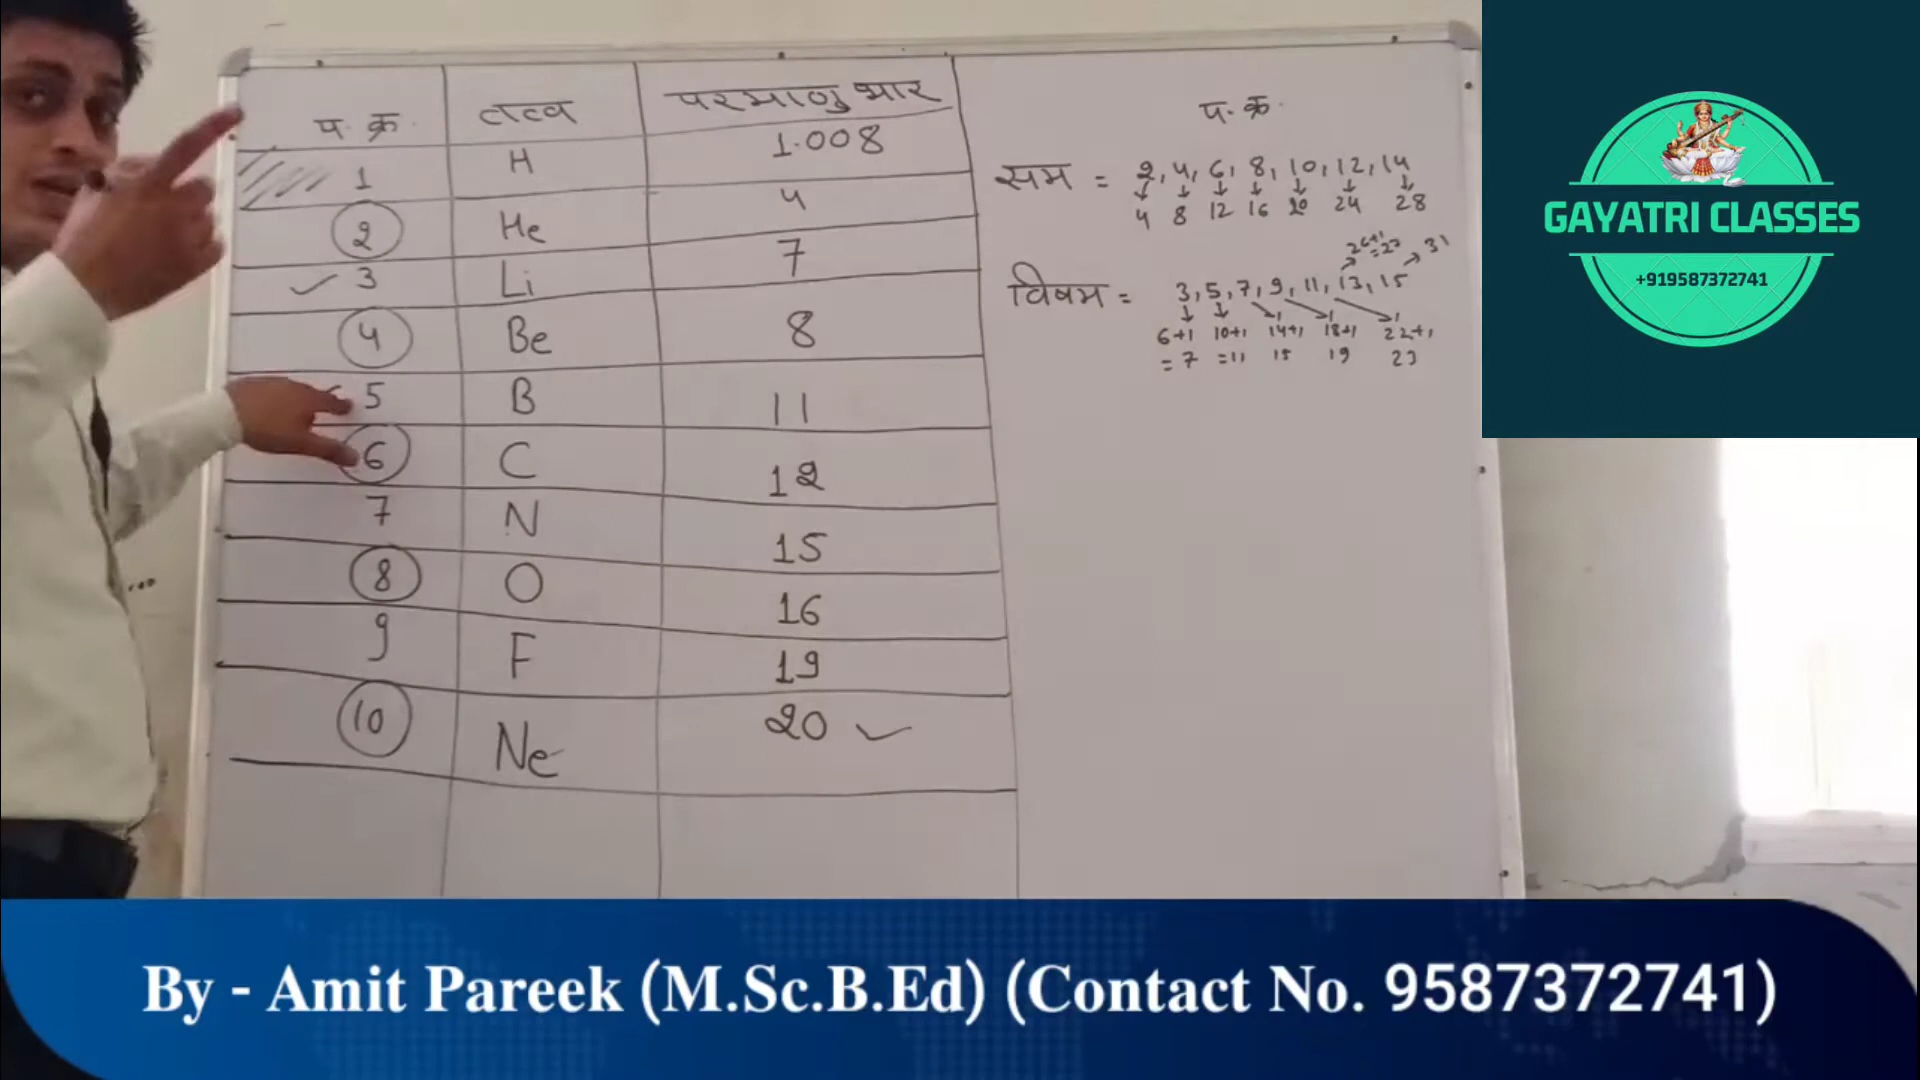 प. क्र. तत्व परमाणु भार
1 H 1.008
2 He 4
3 Li 7
4 Be 8
5 B 11
6 C 12
7 N 15
8 O 16
9 F 19
10 Ne 20
प. क्र.
सम = 2, 4, 6, 8, 10, 12, 14
4 8 12 16 20 24 28
26+1
=27 31
विषम = 3, 5, 7, 9, 11, 13, 15
6+1 10+1 14+1 18+1 22+1
=7 =11 15 19 23
GAYATRI CLASSES
+919587372741
By - Amit Pareek (M.Sc.B.Ed) (Contact No. 9587372741)